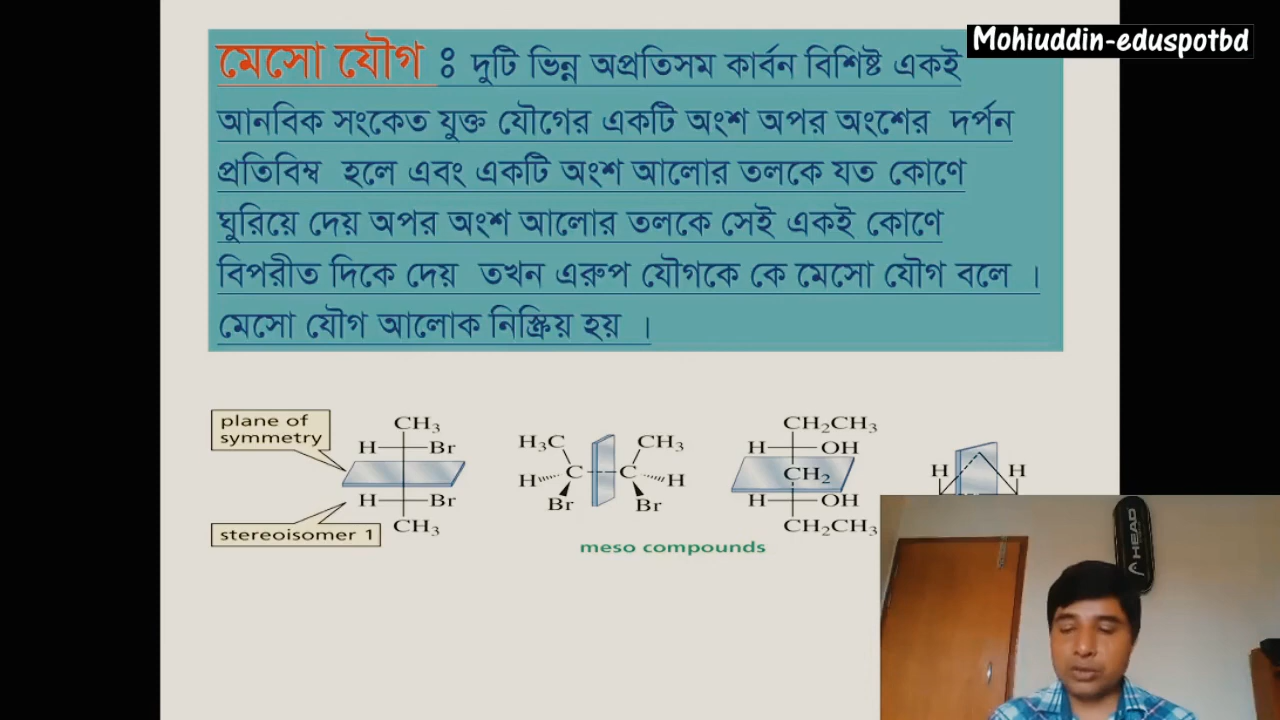 Mohiuddin-eduspotbd
মেসো যৌগ ঃ দুটি ভিন্ন অপ্রতিসম কার্বন বিশিষ্ট একই
আনবিক সংকেত যুক্ত যৌগের একটি অংশ অপর অংশের দর্পন
প্রতিবিম্ব হলে এবং একটি অংশ আলোর তলকে যত কোণে
ঘুরিয়ে দেয় অপর অংশ আলোর তলকে সেই একই কোণে
বিপরীত দিকে দেয় তখন এরুপ যৌগকে কে মেসো যৌগ বলে ।
মেসো যৌগ আলোক নিষ্ক্রিয় হয় ।
plane of
symmetry
CH₃
H Br
H Br
CH₃
stereoisomer 1
H₃C CH₃
H C C H
Br Br
CH₂CH₃
H OH
CH₂
H OH
CH₂CH₃
H H
meso compounds
HEAD